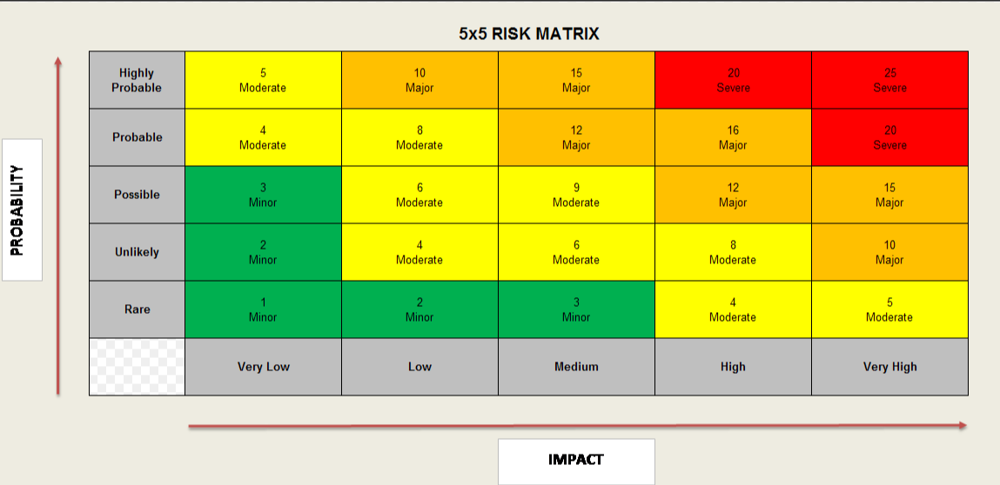 5x5 RISK MATRIX
Highly
Probable
5
Moderate
10
Major
15
Major
20
Severe
25
Severe
Probable
4
Moderate
8
Moderate
12
Major
16
Major
20
Severe
PROBABILITY
Possible
3
Minor
6
Moderate
9
Moderate
12
Major
15
Major
Unlikely
2
Minor
4
Moderate
6
Moderate
8
Moderate
10
Major
Rare
1
Minor
2
Minor
3
Minor
4
Moderate
5
Moderate
Very Low
Low
Medium
High
Very High
IMPACT